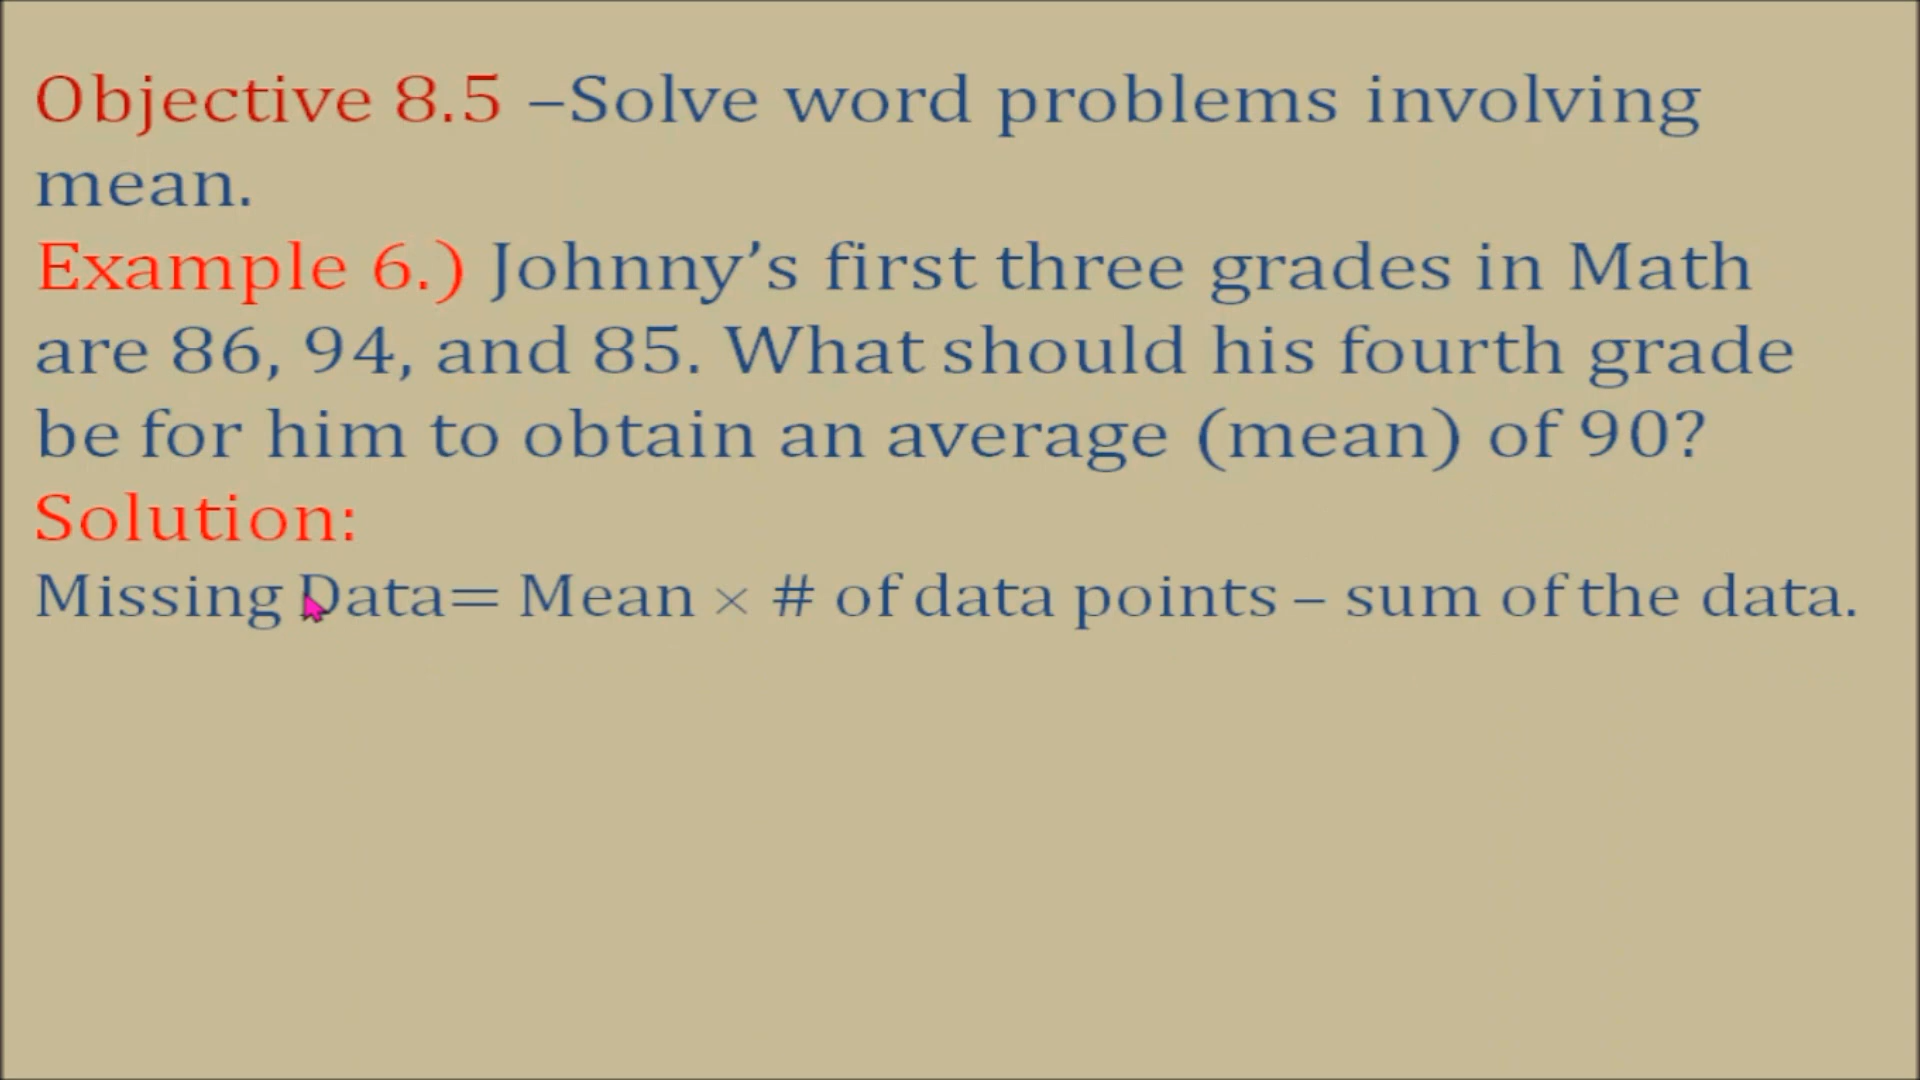 Objective 8.5 –Solve word problems involving
mean.
Example 6.) Johnny’s first three grades in Math
are 86, 94, and 85. What should his fourth grade
be for him to obtain an average (mean) of 90?
Solution:
Missing Data= Mean × # of data points – sum of the data.